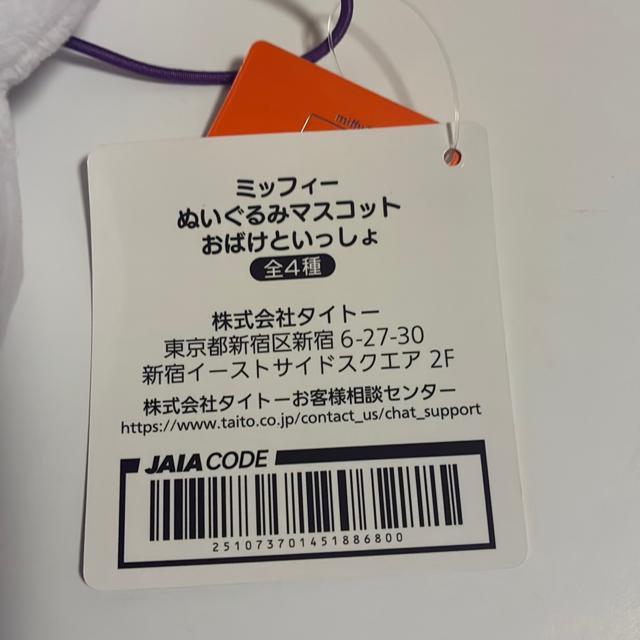 miffy
ミッフィー
ぬいぐるみマスコット
おばけといっしょ
全4種
株式会社タイトー
東京都新宿区新宿 6-27-30
新宿イーストサイドスクエア 2F
株式会社タイトーお客様相談センター
https://www.taito.co.jp/contact_us/chat_support
JAIA CODE
251073701451886800